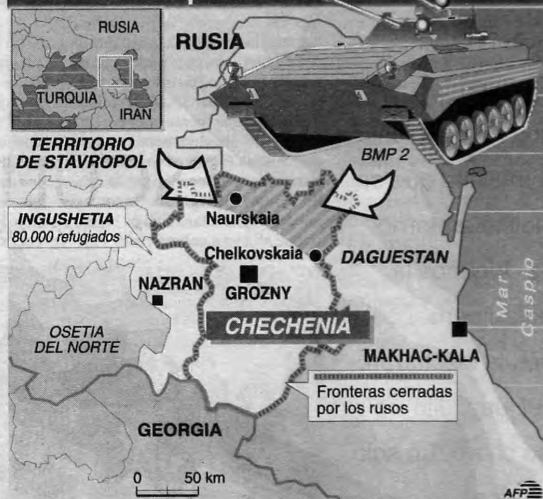 RUSIA
TURQUIA
IRAN
RUSIA
BMP 2
TERRITORIO
DE STAVROPOL
INGUSHETIA
80.000 refugiados
Naurskaia
Chelkovskaia
DAGUESTAN
NAZRAN
GROZNY
OSETIA
DEL NORTE
CHECHENIA
Mar
Caspio
MAKHAC-KALA
Fronteras cerradas
por los rusos
GEORGIA
0 50 km
AFP